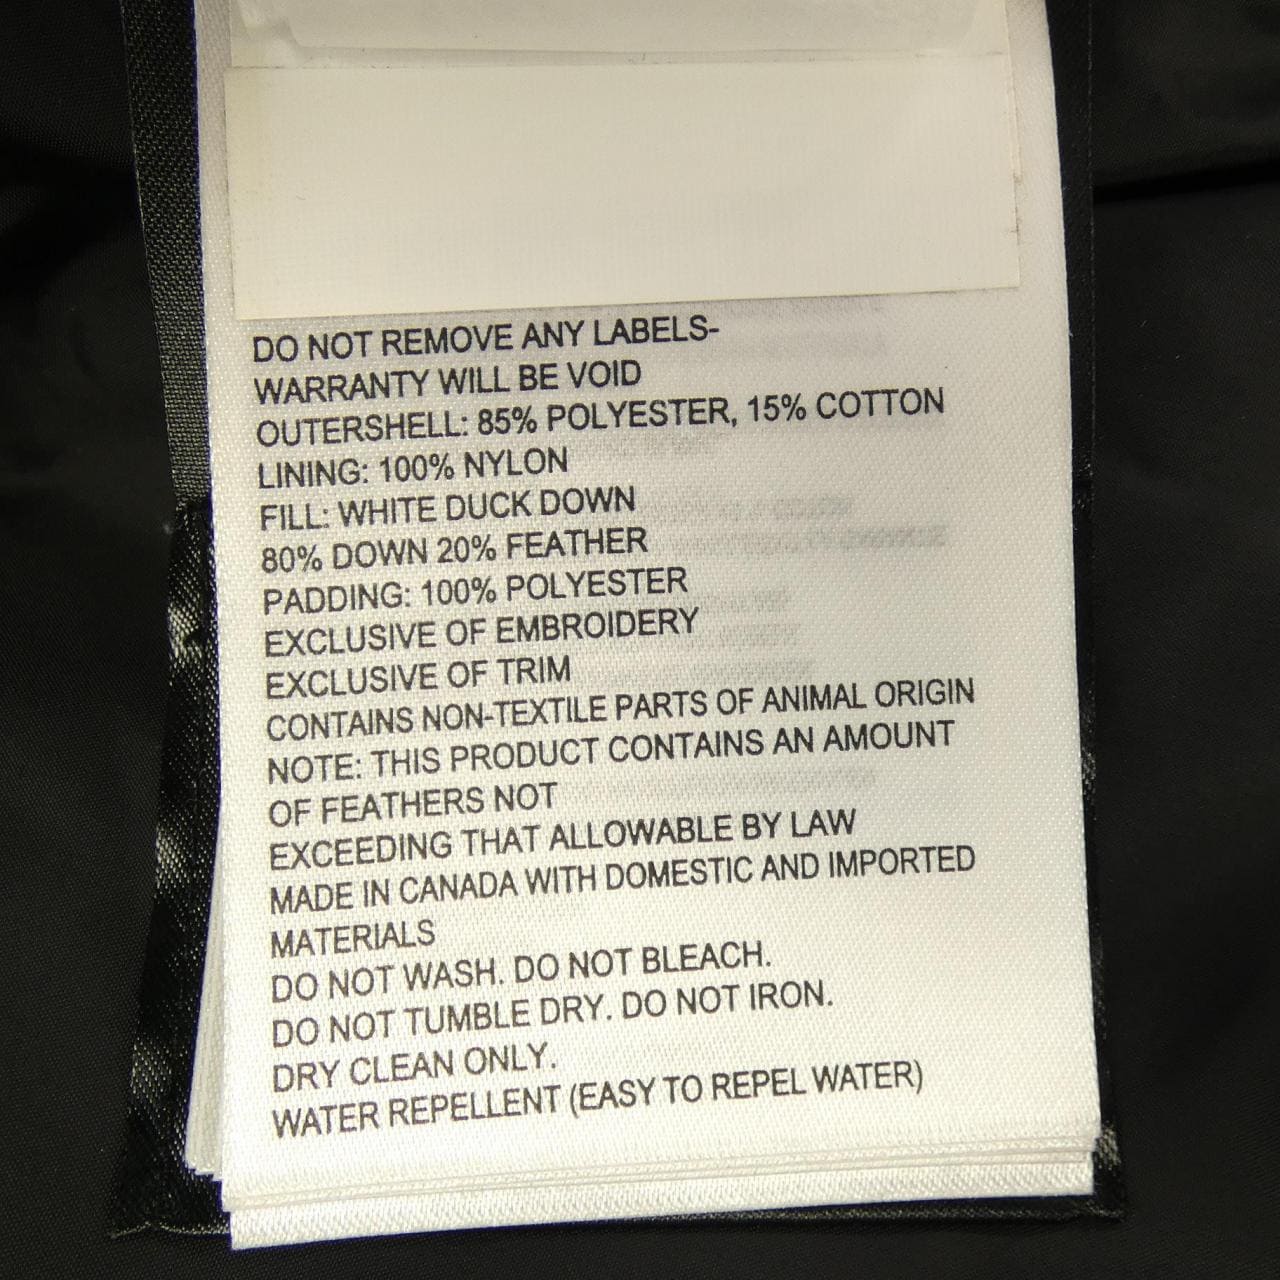 DO NOT REMOVE ANY LABELS-
WARRANTY WILL BE VOID
OUTERSHELL: 85% POLYESTER, 15% COTTON
LINING: 100% NYLON
FILL: WHITE DUCK DOWN
80% DOWN 20% FEATHER
PADDING: 100% POLYESTER
EXCLUSIVE OF EMBROIDERY
EXCLUSIVE OF TRIM
CONTAINS NON-TEXTILE PARTS OF ANIMAL ORIGIN
NOTE: THIS PRODUCT CONTAINS AN AMOUNT
OF FEATHERS NOT
EXCEEDING THAT ALLOWABLE BY LAW
MADE IN CANADA WITH DOMESTIC AND IMPORTED
MATERIALS
DO NOT WASH. DO NOT BLEACH.
DO NOT TUMBLE DRY. DO NOT IRON.
DRY CLEAN ONLY.
WATER REPELLENT (EASY TO REPEL WATER)